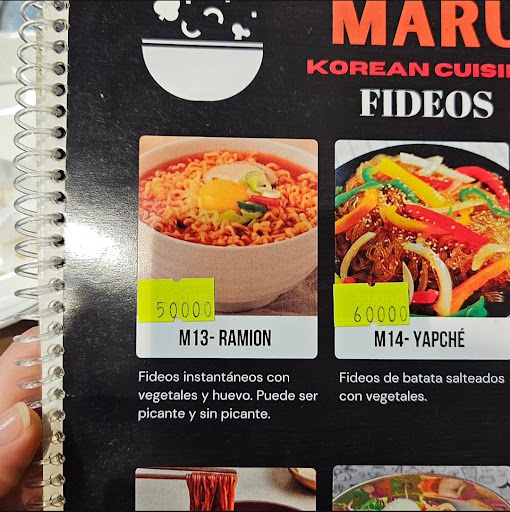 MARU
KOREAN CUISI
FIDEOS
50000
60000
M13- RAMION
M14- YAPCHÉ
Fideos instantáneos con
vegetales y huevo. Puede ser
picante y sin picante.
Fideos de batata salteados
con vegetales.